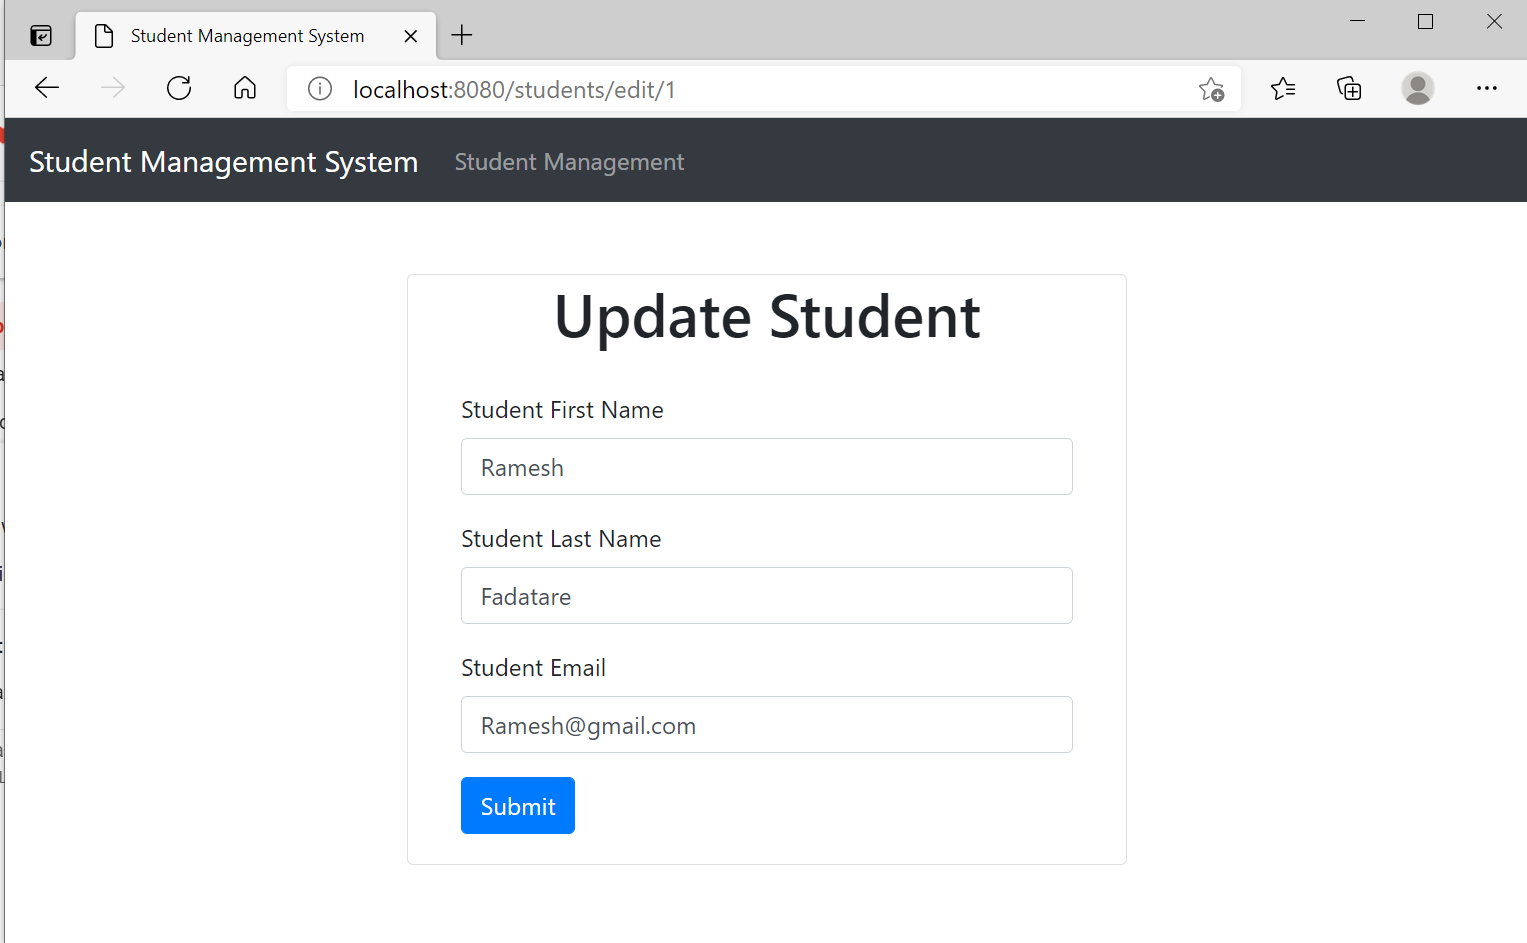 Student Management System
localhost:8080/students/edit/1
Student Management System Student Management
Update Student
Student First Name
Ramesh
Student Last Name
Fadatare
Student Email
Ramesh@gmail.com
Submit